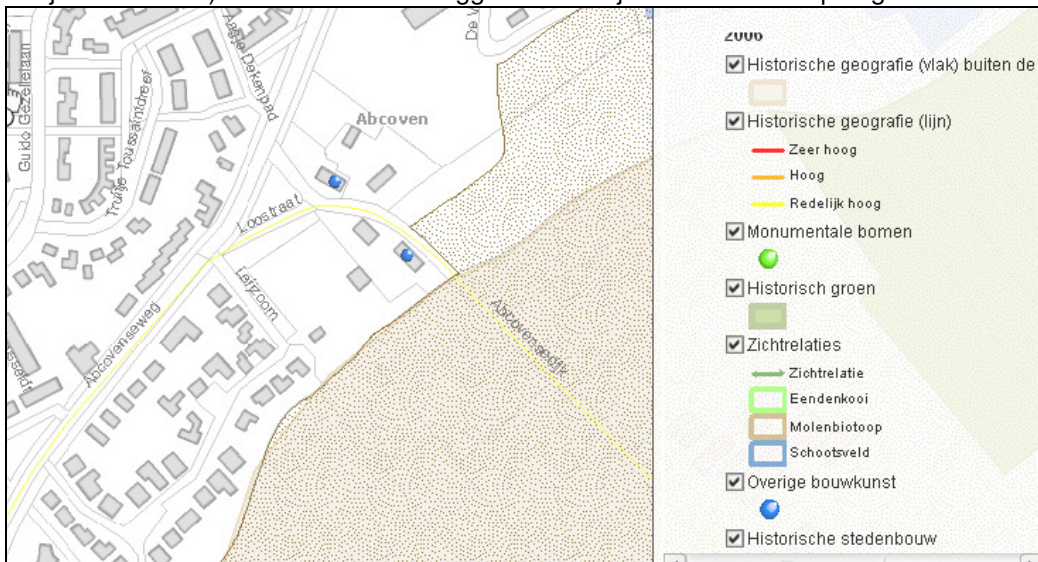 Guido Gezellelaan
Truitje Toussaintdreef
Aagje Dekenpad
De V
Abcoven
Loostraat
Leijzoom
Abcovenseweg
Abcovensedijk
2006
Historische geografie (vlak) buiten de
Historische geografie (lijn)
Zeer hoog
Hoog
Redelijk hoog
Monumentale bomen
Historisch groen
Zichtrelaties
Zichtrelatie
Eendenkooi
Molenbiotoop
Schootsveld
Overige bouwkunst
Historische stedenbouw